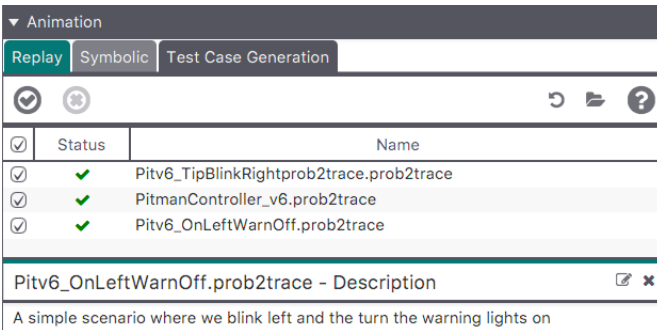 Animation
Replay Symbolic Test Case Generation
Status Name
Pitv6_TipBlinkRightprob2trace.prob2trace
PitmanController_v6.prob2trace
Pitv6_OnLeftWarnOff.prob2trace
Pitv6_OnLeftWarnOff.prob2trace - Description
A simple scenario where we blink left and the turn the warning lights on